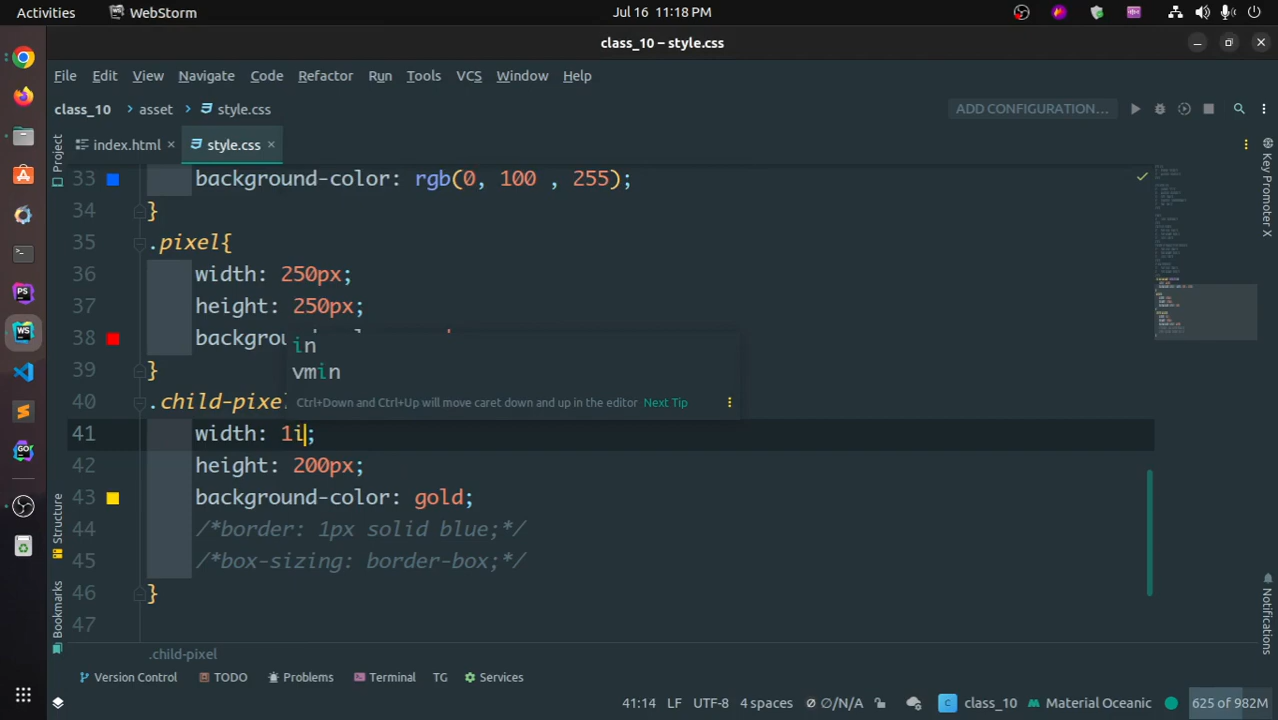 Activities
WebStorm
Jul 16 11:18 PM
class_10 – style.css
File Edit View Navigate Code Refactor Run Tools VCS Window Help
class_10 › asset › style.css
ADD CONFIGURATION...
index.html ×
style.css ×
Project
Key Promoter X
33 background-color: rgb(0, 100 , 255);
34 }
35 .pixel{
36 width: 250px;
37 height: 250px;
38 backgrou
in
39 }
vmin
40 .child-pixel
Ctrl+Down and Ctrl+Up will move caret down and up in the editor Next Tip
41 width: 1i;
42 height: 200px;
43 background-color: gold;
44 /*border: 1px solid blue;*/
45 /*box-sizing: border-box;*/
46 }
47
Structure
Bookmarks
Notifications
.child-pixel
Version Control TODO Problems Terminal TG Services
41:14 LF UTF-8 4 spaces ∅/N/A class_10 Material Oceanic 625 of 982M